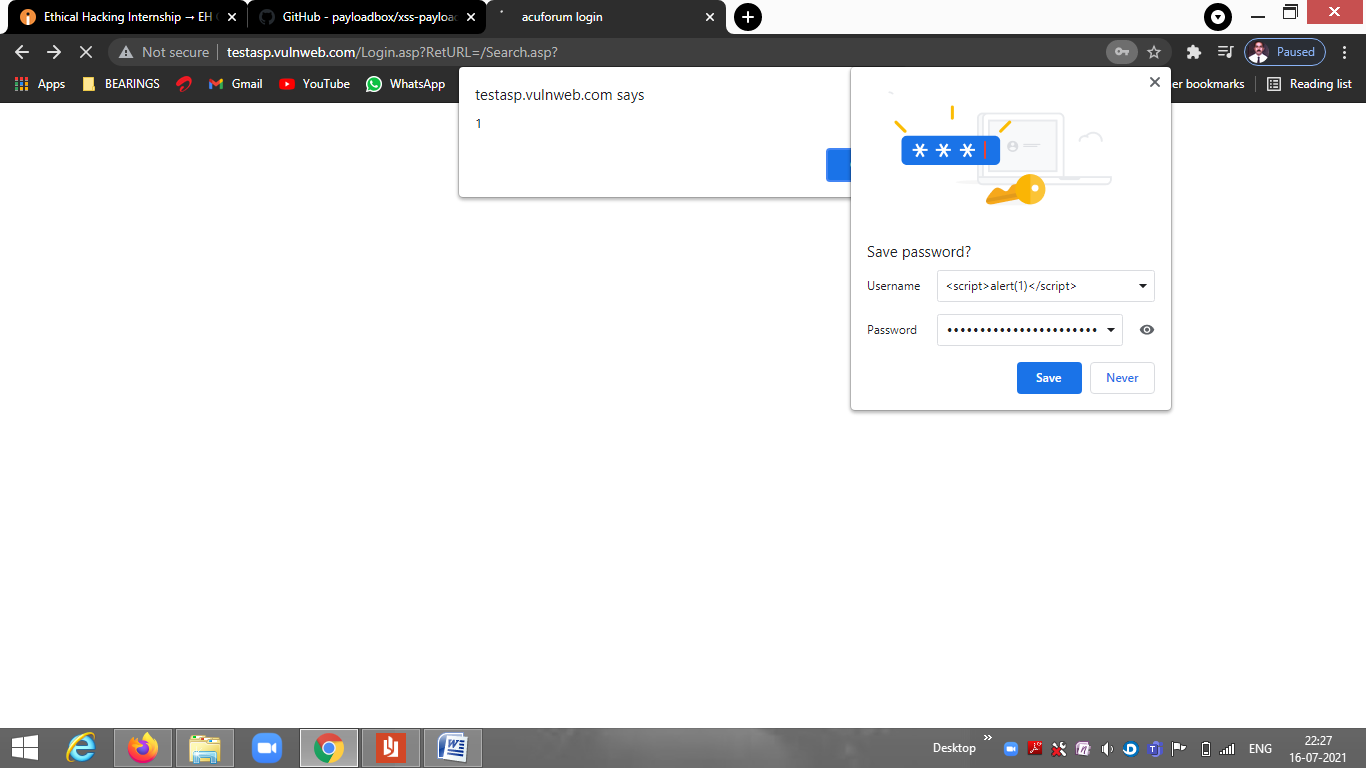 Ethical Hacking Internship → EH
GitHub - payloadbox/xss-payload
acuforum login
Not secure
testasp.vulnweb.com/Login.asp?RetURL=/Search.asp?
Paused
Apps
BEARINGS
Gmail
YouTube
WhatsApp
er bookmarks
Reading list
testasp.vulnweb.com says
1
* * *
Save password?
Username
<script>alert(1)</script>
Password
•••••••••••••••••••••••
Save
Never
Desktop
»
ENG
22:27
16-07-2021